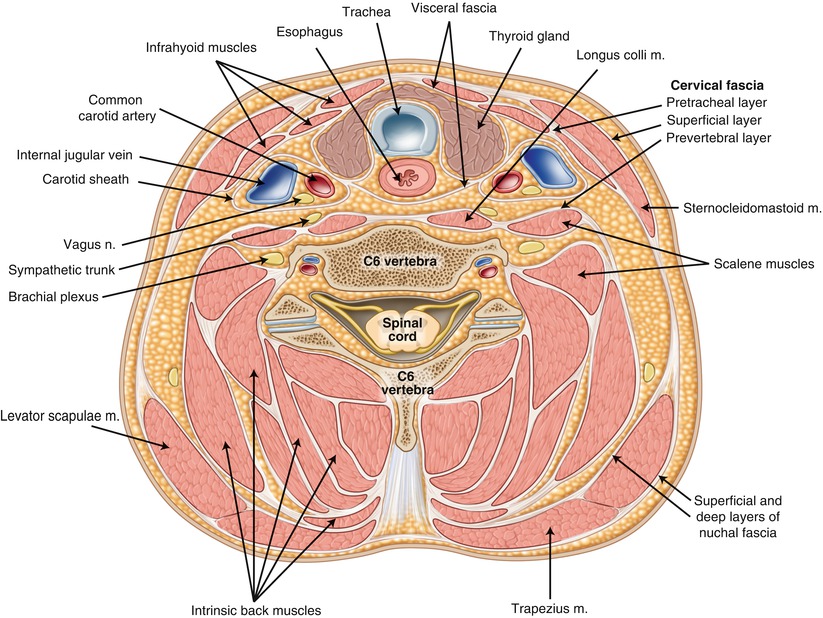 Trachea
Visceral fascia
Esophagus
Thyroid gland
Infrahyoid muscles
Longus colli m.
Cervical fascia
Pretracheal layer
Superficial layer
Prevertebral layer
Common
carotid artery
Internal jugular vein
Carotid sheath
Sternocleidomastoid m.
Vagus n.
Sympathetic trunk
Brachial plexus
C6 vertebra
Scalene muscles
Spinal
cord
C6
vertebra
Levator scapulae m.
Superficial and
deep layers of
nuchal fascia
Intrinsic back muscles
Trapezius m.